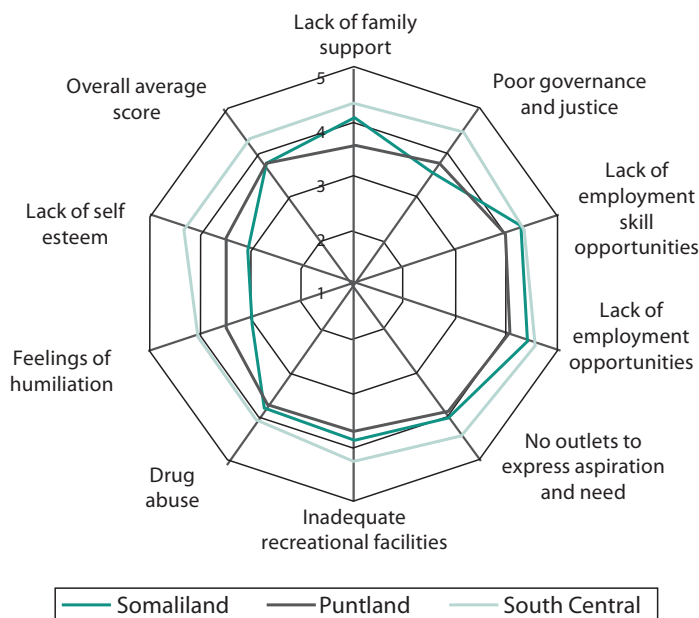 Lack of family
support
Poor governance
and justice
Lack of
employment
skill
opportunities
Lack of
employment
opportunities
No outlets to
express aspiration
and need
Inadequate
recreational facilities
Drug
abuse
Feelings of
humiliation
Lack of self
esteem
Overall average
score
5
4
3
2
1
Somaliland
Puntland
South Central